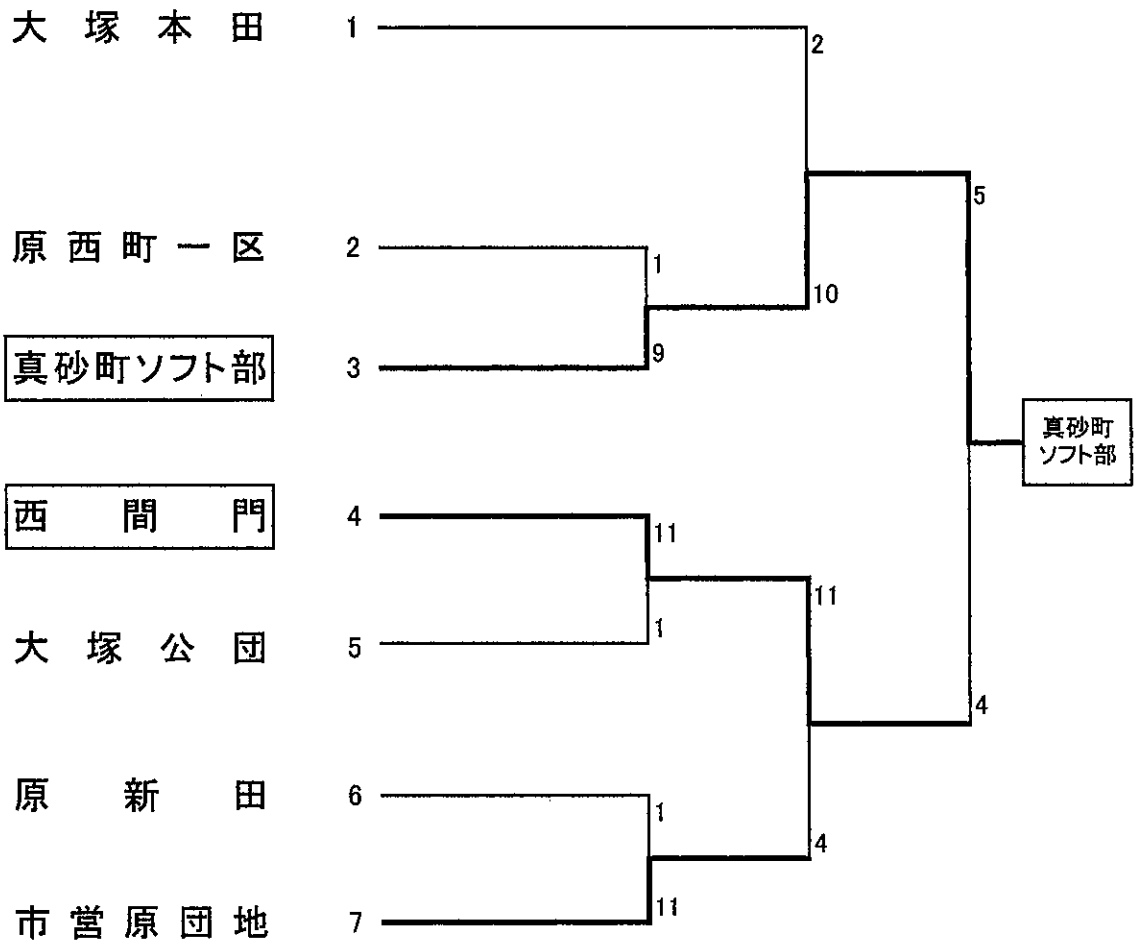 大塚本田 1
2
5
原西町一区 2
1
10
真砂町ソフト部 3
9
真砂町
ソフト部
西間門 4
11
11
大塚公団 5
1
4
原新田 6
1
4
市営原団地 7
11